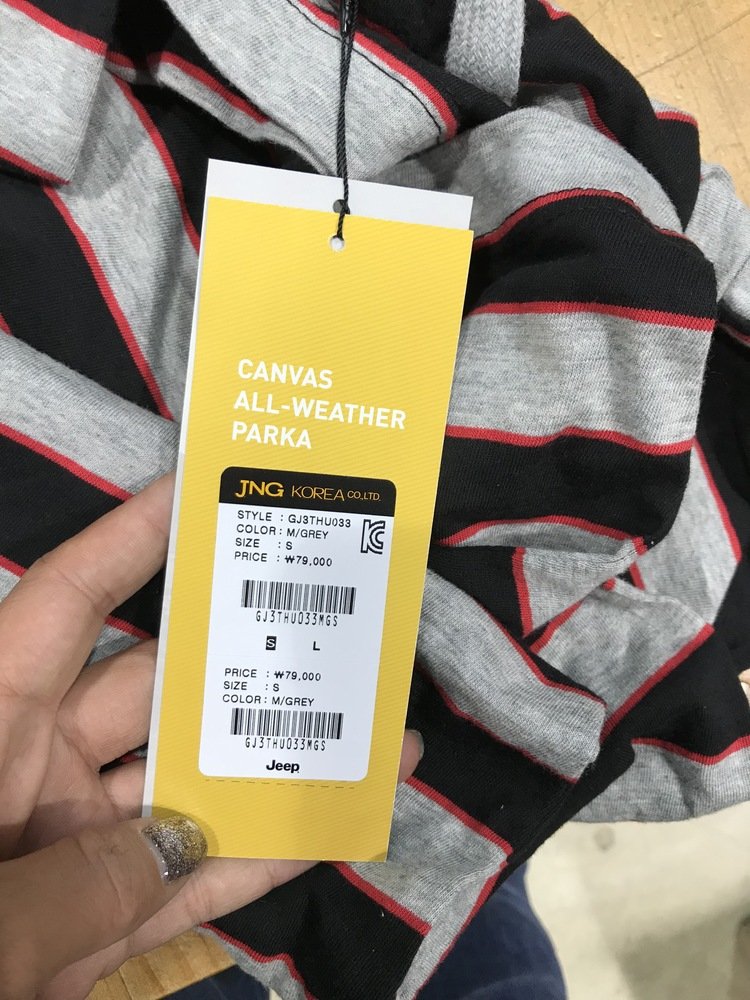 CANVAS
ALL-WEATHER
PARKA
JNG KOREA CO.,LTD.
STYLE : GJ3THU033
COLOR : M/GREY
SIZE : S
PRICE : ₩79,000
GJ3THU033MGS
S L
PRICE : ₩79,000
SIZE : S
COLOR : M/GREY
GJ3THU033MGS
Jeep